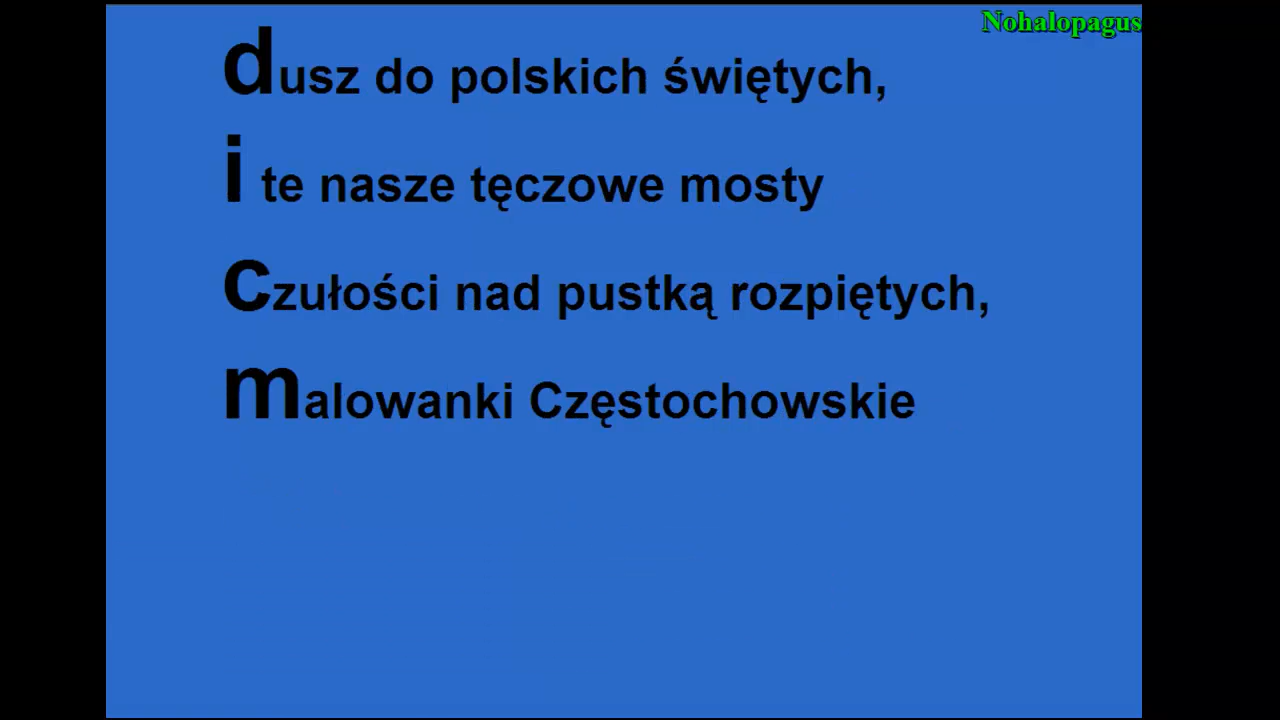 Nohalopagus
dusz do polskich świętych,
i te nasze tęczowe mosty
czułości nad pustką rozpiętych,
malowanki Częstochowskie